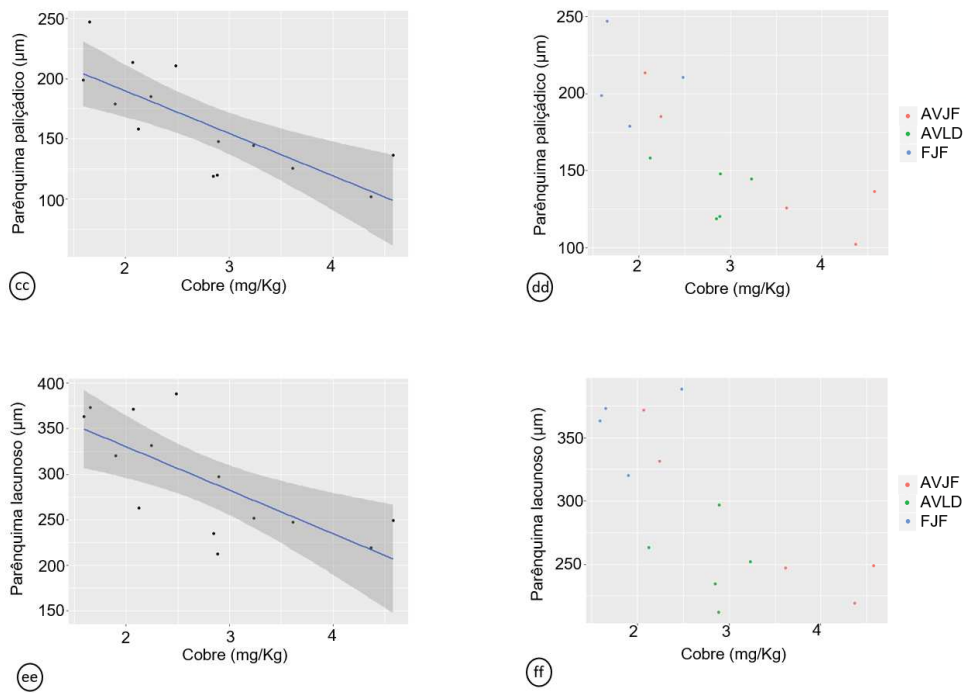 250
200
150
100
Parênquima paliçádico (µm)
2 3 4
Cobre (mg/Kg)
cc
250
200
150
100
Parênquima paliçádico (µm)
2 3 4
Cobre (mg/Kg)
dd
AVJF
AVLD
FJF
400
350
300
250
200
150
Parênquima lacunoso (µm)
2 3 4
Cobre (mg/Kg)
ee
350
300
250
Parênquima lacunoso (µm)
2 3 4
Cobre (mg/Kg)
ff
AVJF
AVLD
FJF